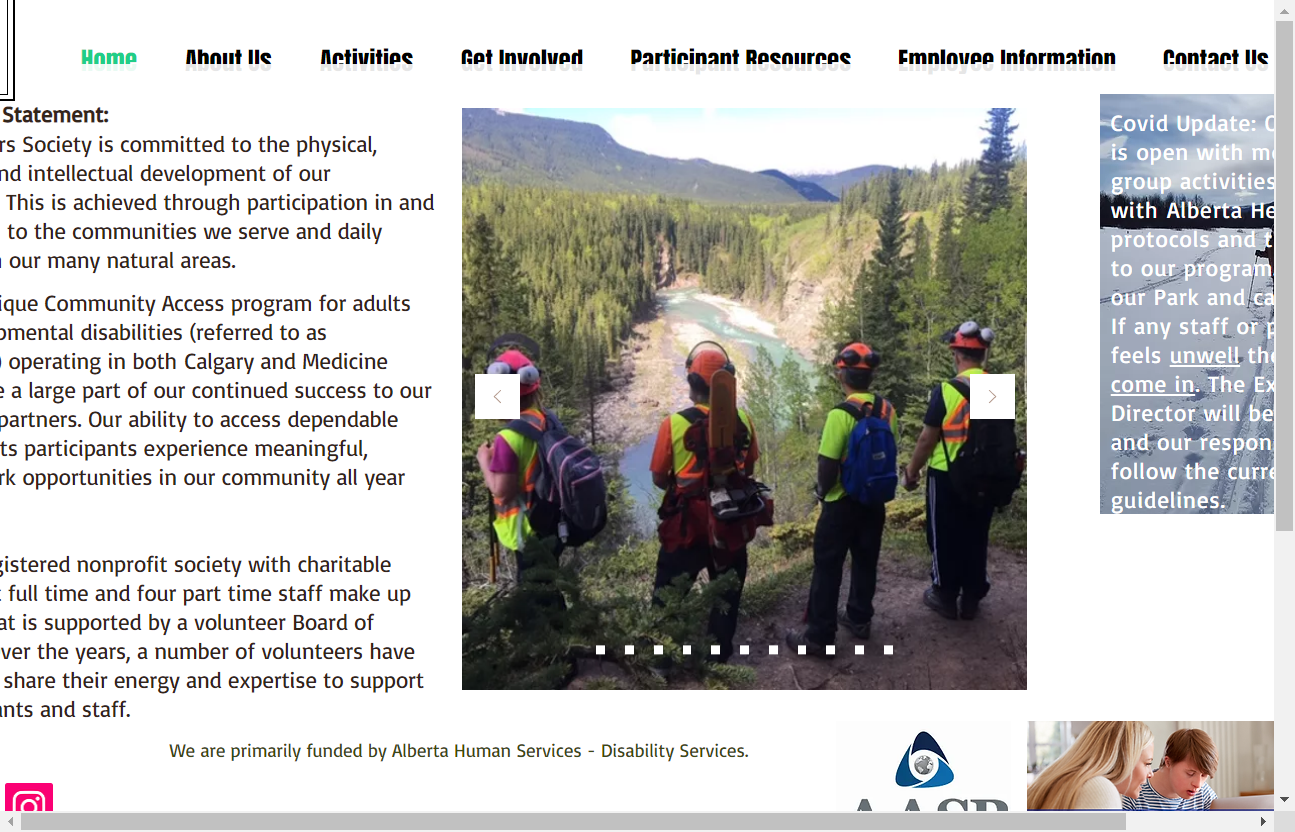 Home About Us Activities Get Involved Participant Resources Employee Information Contact Us
Statement:
rs Society is committed to the physical,
nd intellectual development of our
This is achieved through participation in and
to the communities we serve and daily
our many natural areas.
ique Community Access program for adults
pmental disabilities (referred to as
) operating in both Calgary and Medicine
e a large part of our continued success to our
partners. Our ability to access dependable
ts participants experience meaningful,
rk opportunities in our community all year
gistered nonprofit society with charitable
full time and four part time staff make up
at is supported by a volunteer Board of
ver the years, a number of volunteers have
share their energy and expertise to support
ants and staff.
Covid Update:
is open with
group activities
with Alberta
protocols and
to our program
our Park and
If any staff or
feels unwell
come in. The
Director will be
and our
follow the
guidelines.
We are primarily funded by Alberta Human Services - Disability Services.